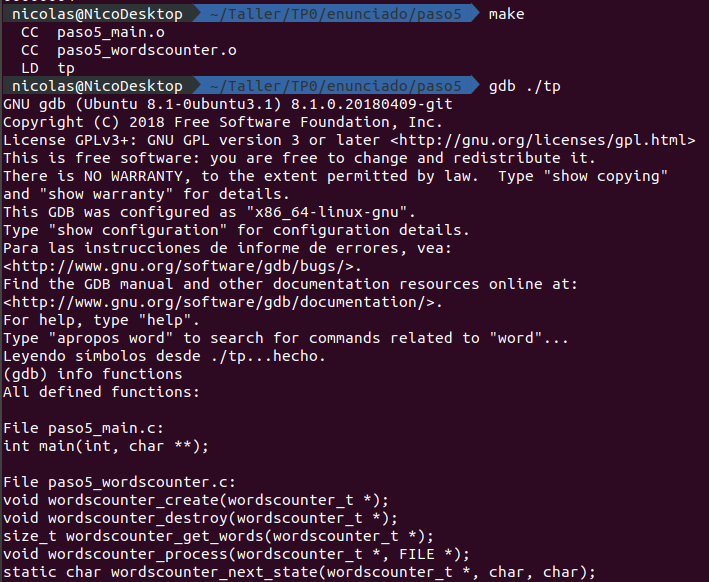 nicolas@NicoDesktop ~/Taller/TP0/enunciado/paso5 make
CC paso5_main.o
CC paso5_wordscounter.o
LD tp
nicolas@NicoDesktop ~/Taller/TP0/enunciado/paso5 gdb ./tp
GNU gdb (Ubuntu 8.1-0ubuntu3.1) 8.1.0.20180409-git
Copyright (C) 2018 Free Software Foundation, Inc.
License GPLv3+: GNU GPL version 3 or later <http://gnu.org/licenses/gpl.html>
This is free software: you are free to change and redistribute it.
There is NO WARRANTY, to the extent permitted by law.  Type "show copying"
and "show warranty" for details.
This GDB was configured as "x86_64-linux-gnu".
Type "show configuration" for configuration details.
Para las instrucciones de informe de errores, vea:
<http://www.gnu.org/software/gdb/bugs/>.
Find the GDB manual and other documentation resources online at:
<http://www.gnu.org/software/gdb/documentation/>.
For help, type "help".
Type "apropos word" to search for commands related to "word"...
Leyendo símbolos desde ./tp...hecho.
(gdb) info functions
All defined functions:

File paso5_main.c:
int main(int, char **);

File paso5_wordscounter.c:
void wordscounter_create(wordscounter_t *);
void wordscounter_destroy(wordscounter_t *);
size_t wordscounter_get_words(wordscounter_t *);
void wordscounter_process(wordscounter_t *, FILE *);
static char wordscounter_next_state(wordscounter_t *, char, char);